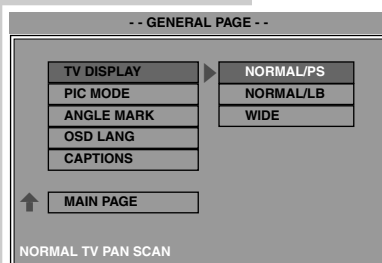 - - GENERAL PAGE - -
TV DISPLAY
NORMAL/PS
PIC MODE
NORMAL/LB
ANGLE MARK
WIDE
OSD LANG
CAPTIONS
MAIN PAGE
NORMAL TV PAN SCAN